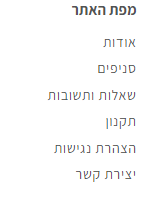 מפת האתר
אודות
סניפים
שאלות ותשובות
תקנון
הצהרת נגישות
יצירת קשר